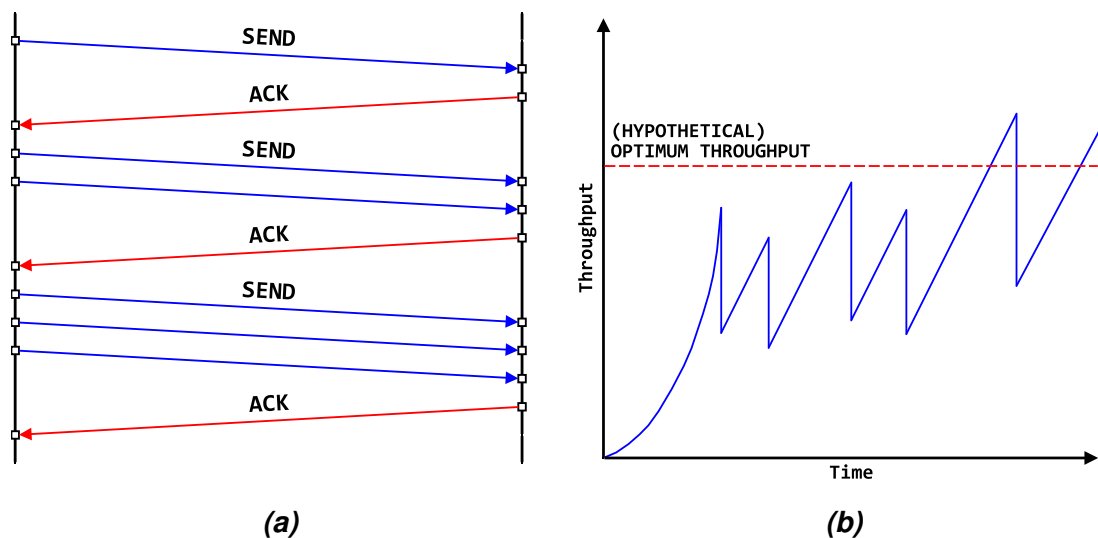 SEND
ACK
SEND
ACK
SEND
ACK
(a)
(HYPOTHETICAL)
OPTIMUM THROUGHPUT
Throughput
Time
(b)